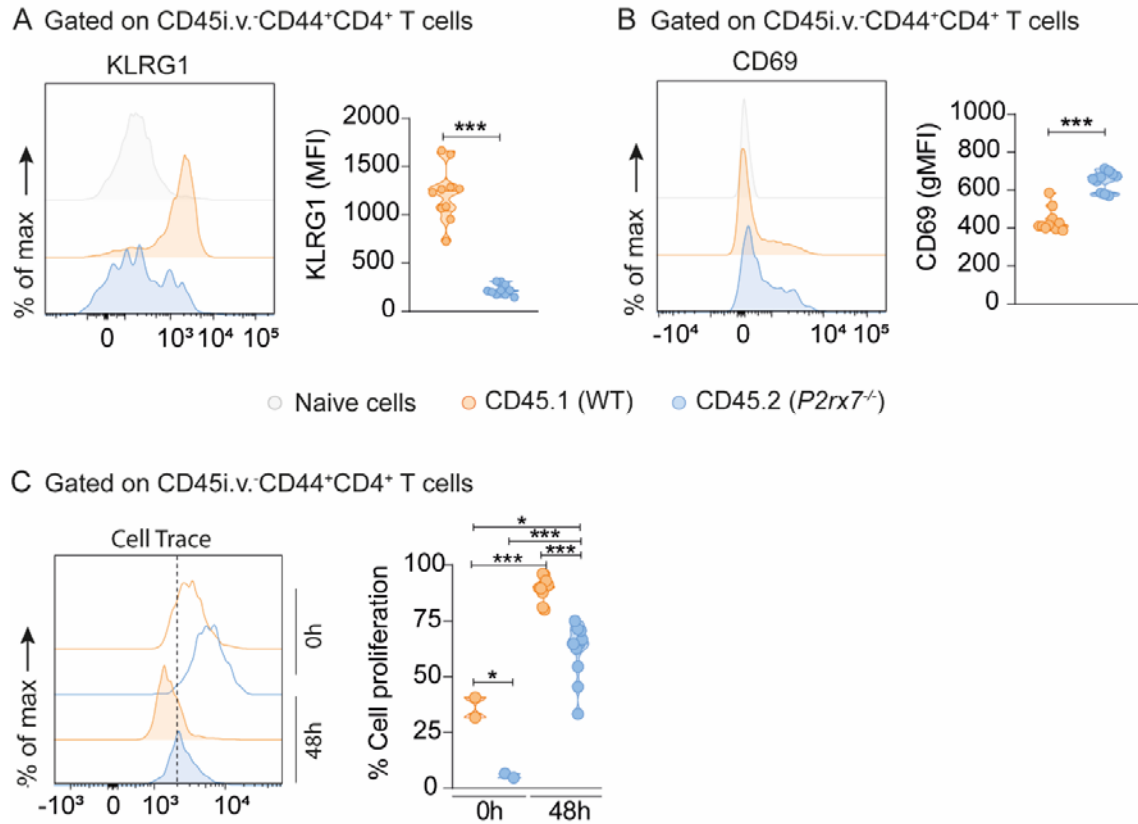 A Gated on CD45i.v.⁻CD44⁺CD4⁺ T cells
KLRG1
% of max
0 10³ 10⁴ 10⁵
KLRG1 (MFI)
2000
1500
1000
500
0
***
B Gated on CD45i.v.⁻CD44⁺CD4⁺ T cells
CD69
% of max
-10⁴ 0 10⁴ 10⁵
CD69 (gMFI)
1000
800
600
400
200
0
***
Naive cells CD45.1 (WT) CD45.2 (P2rx7⁻/⁻)
C Gated on CD45i.v.⁻CD44⁺CD4⁺ T cells
Cell Trace
% of max
0h
48h
-10³ 0 10³ 10⁴
% Cell proliferation
100
75
50
25
0
*
***
*** ***
*
0h 48h